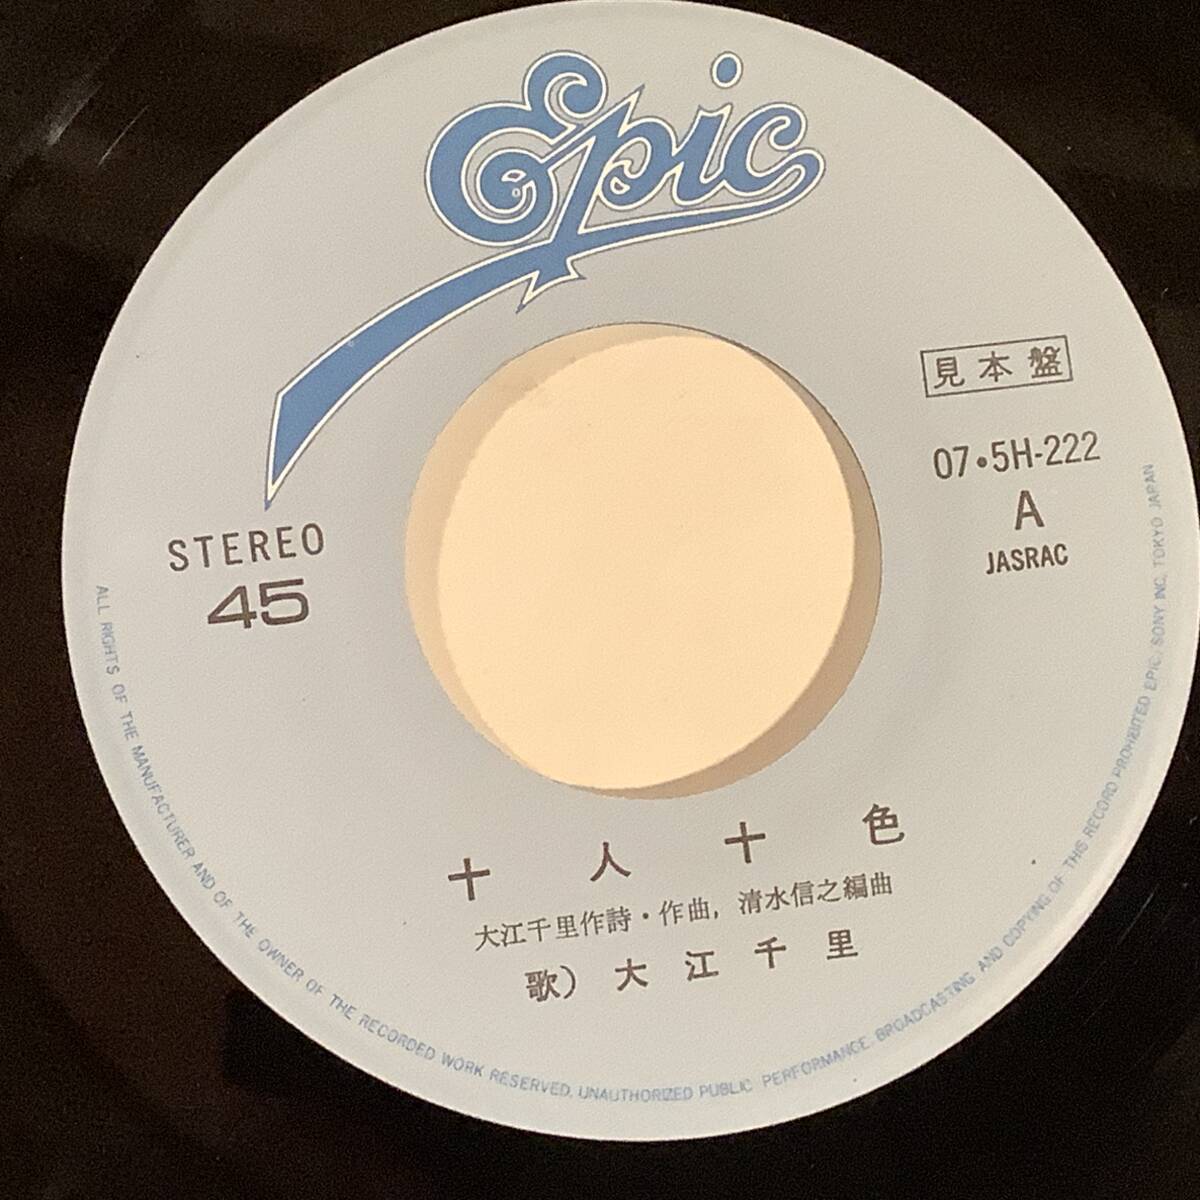 Epic
見本盤
07・5H-222
A
JASRAC
STEREO
45
十人十色
大江千里作詩・作曲, 清水信之編曲
歌) 大江千里
ALL RIGHTS OF THE MANUFACTURER AND OF THE OWNER OF THE RECORDED WORK RESERVED. UNAUTHORIZED PUBLIC PERFORMANCE. BROADCASTING AND COPYING OF THIS RECORD PROHIBITED EPIC. SONY INC. TOKYO JAPAN